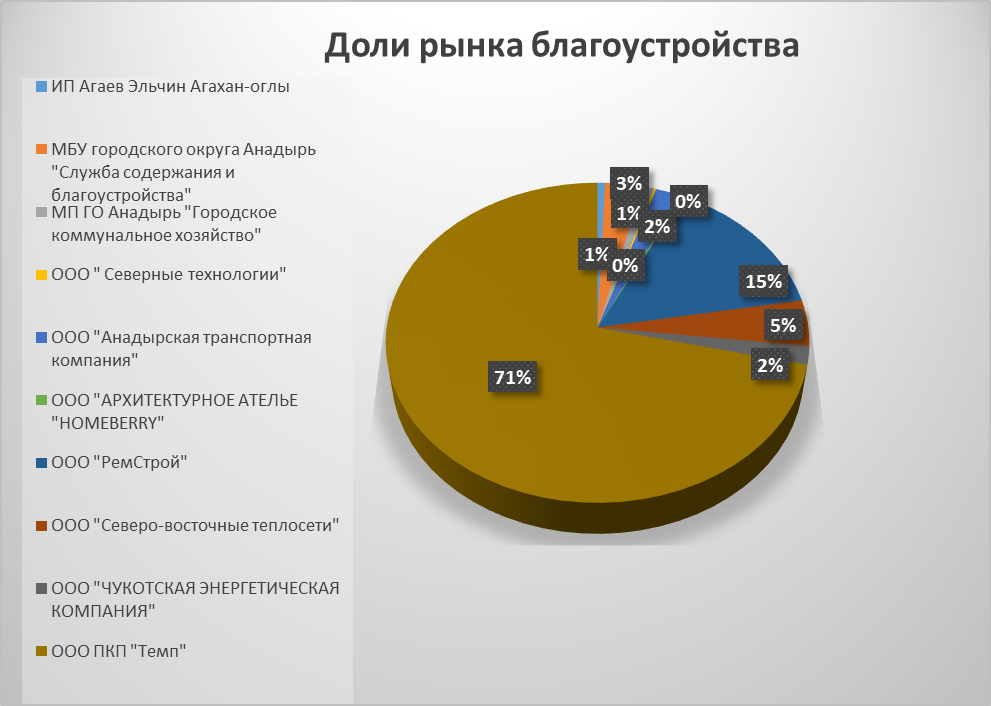 Доли рынка благоустройства
ИП Агаев Эльчин Агахан-оглы
МБУ городского округа Анадырь
"Служба содержания и
благоустройства"
МП ГО Анадырь "Городское
коммунальное хозяйство"
ООО " Северные технологии"
ООО "Анадырская транспортная
компания"
ООО "АРХИТЕКТУРНОЕ АТЕЛЬЕ
"HOMEBERRY"
ООО "РемСтрой"
ООО "Северо-восточные теплосети"
ООО "ЧУКОТСКАЯ ЭНЕРГЕТИЧЕСКАЯ
КОМПАНИЯ"
ООО ПКП "Темп"
3%
0%
1%
2%
1%
0%
15%
5%
2%
71%